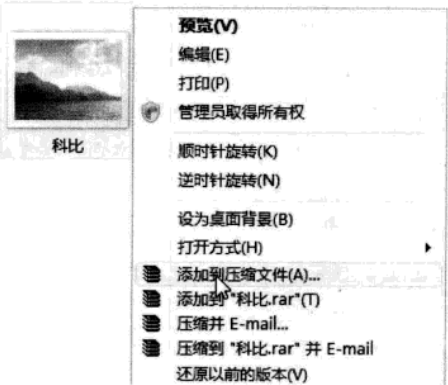 预览(V)
编辑(E)
打印(P)
管理员取得所有权
科比
顺时针旋转(K)
逆时针旋转(N)
设为桌面背景(B)
打开方式(H)
添加到压缩文件(A)...
添加到 "科比.rar"(T)
压缩并 E-mail...
压缩到 "科比.rar" 并 E-mail
还原以前的版本(V)